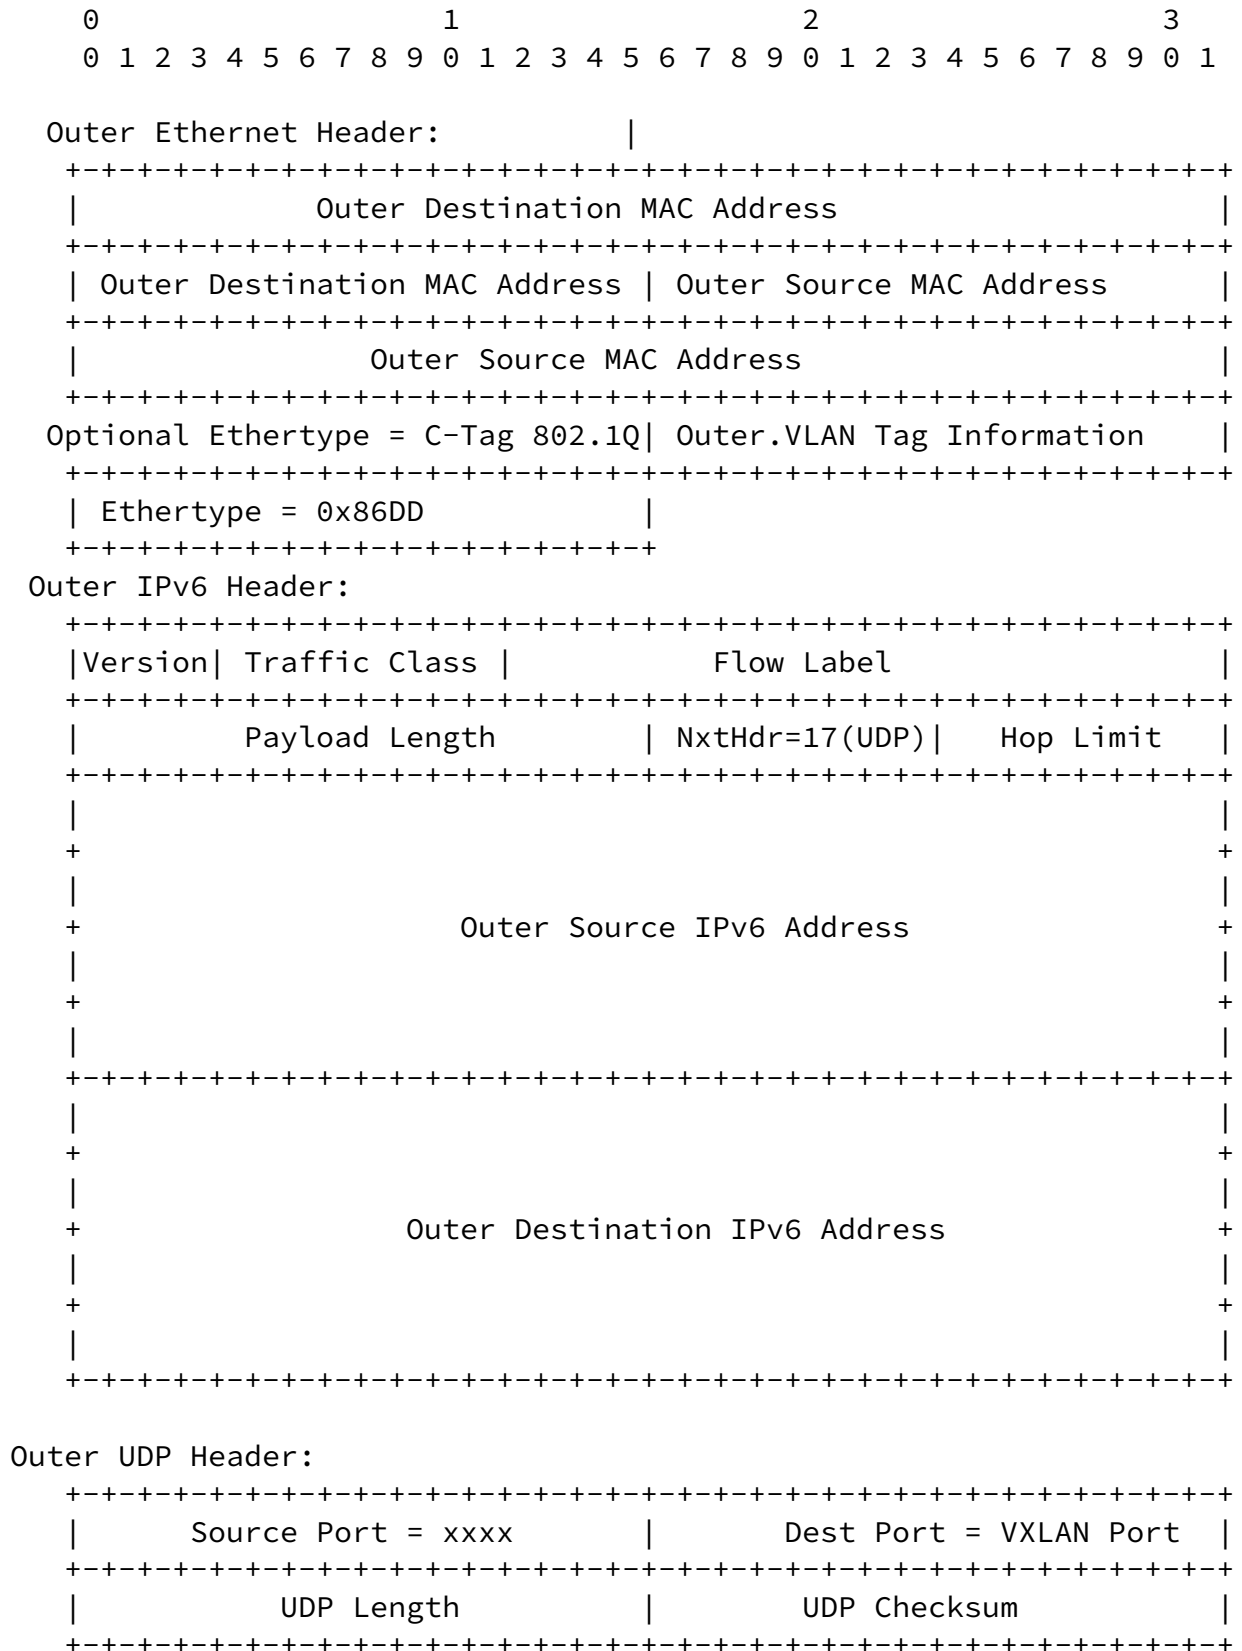 0                   1                   2                   3
    0 1 2 3 4 5 6 7 8 9 0 1 2 3 4 5 6 7 8 9 0 1 2 3 4 5 6 7 8 9 0 1

  Outer Ethernet Header:          |
   +-+-+-+-+-+-+-+-+-+-+-+-+-+-+-+-+-+-+-+-+-+-+-+-+-+-+-+-+-+-+-+-+
   |             Outer Destination MAC Address                     |
   +-+-+-+-+-+-+-+-+-+-+-+-+-+-+-+-+-+-+-+-+-+-+-+-+-+-+-+-+-+-+-+-+
   | Outer Destination MAC Address | Outer Source MAC Address      |
   +-+-+-+-+-+-+-+-+-+-+-+-+-+-+-+-+-+-+-+-+-+-+-+-+-+-+-+-+-+-+-+-+
   |                Outer Source MAC Address                       |
   +-+-+-+-+-+-+-+-+-+-+-+-+-+-+-+-+-+-+-+-+-+-+-+-+-+-+-+-+-+-+-+-+
  Optional Ethertype = C-Tag 802.1Q| Outer.VLAN Tag Information    |
   +-+-+-+-+-+-+-+-+-+-+-+-+-+-+-+-+-+-+-+-+-+-+-+-+-+-+-+-+-+-+-+-+
   | Ethertype = 0x86DD            |
   +-+-+-+-+-+-+-+-+-+-+-+-+-+-+-+-+
 Outer IPv6 Header:
   +-+-+-+-+-+-+-+-+-+-+-+-+-+-+-+-+-+-+-+-+-+-+-+-+-+-+-+-+-+-+-+-+
   |Version| Traffic Class |           Flow Label                  |
   +-+-+-+-+-+-+-+-+-+-+-+-+-+-+-+-+-+-+-+-+-+-+-+-+-+-+-+-+-+-+-+-+
   |         Payload Length        | NxtHdr=17(UDP)|   Hop Limit   |
   +-+-+-+-+-+-+-+-+-+-+-+-+-+-+-+-+-+-+-+-+-+-+-+-+-+-+-+-+-+-+-+-+
   |                                                               |
   +                                                               +
   |                                                               |
   +                     Outer Source IPv6 Address                 +
   |                                                               |
   +                                                               +
   |                                                               |
   +-+-+-+-+-+-+-+-+-+-+-+-+-+-+-+-+-+-+-+-+-+-+-+-+-+-+-+-+-+-+-+-+
   |                                                               |
   +                                                               +
   |                                                               |
   +                  Outer Destination IPv6 Address               +
   |                                                               |
   +                                                               +
   |                                                               |
   +-+-+-+-+-+-+-+-+-+-+-+-+-+-+-+-+-+-+-+-+-+-+-+-+-+-+-+-+-+-+-+-+

Outer UDP Header:
   +-+-+-+-+-+-+-+-+-+-+-+-+-+-+-+-+-+-+-+-+-+-+-+-+-+-+-+-+-+-+-+-+
   |      Source Port = xxxx       |       Dest Port = VXLAN Port  |
   +-+-+-+-+-+-+-+-+-+-+-+-+-+-+-+-+-+-+-+-+-+-+-+-+-+-+-+-+-+-+-+-+
   |           UDP Length          |        UDP Checksum           |
   +-+-+-+-+-+-+-+-+-+-+-+-+-+-+-+-+-+-+-+-+-+-+-+-+-+-+-+-+-+-+-+-+